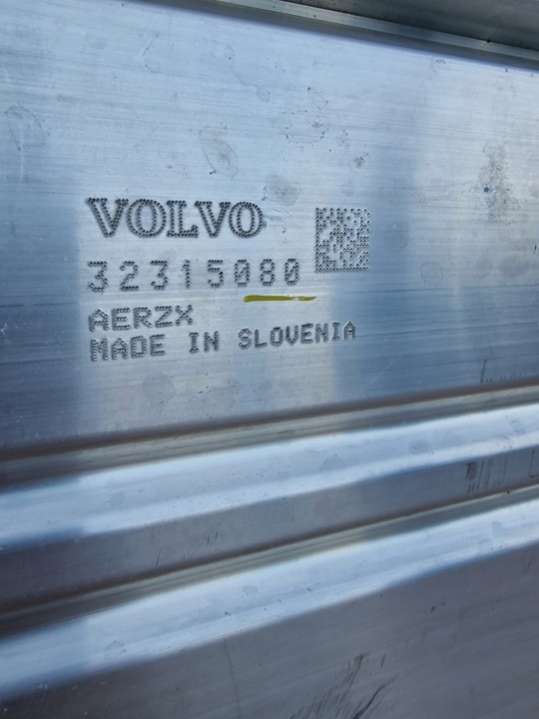 VOLVO
32315080
AERZX
MADE IN SLOVENIA